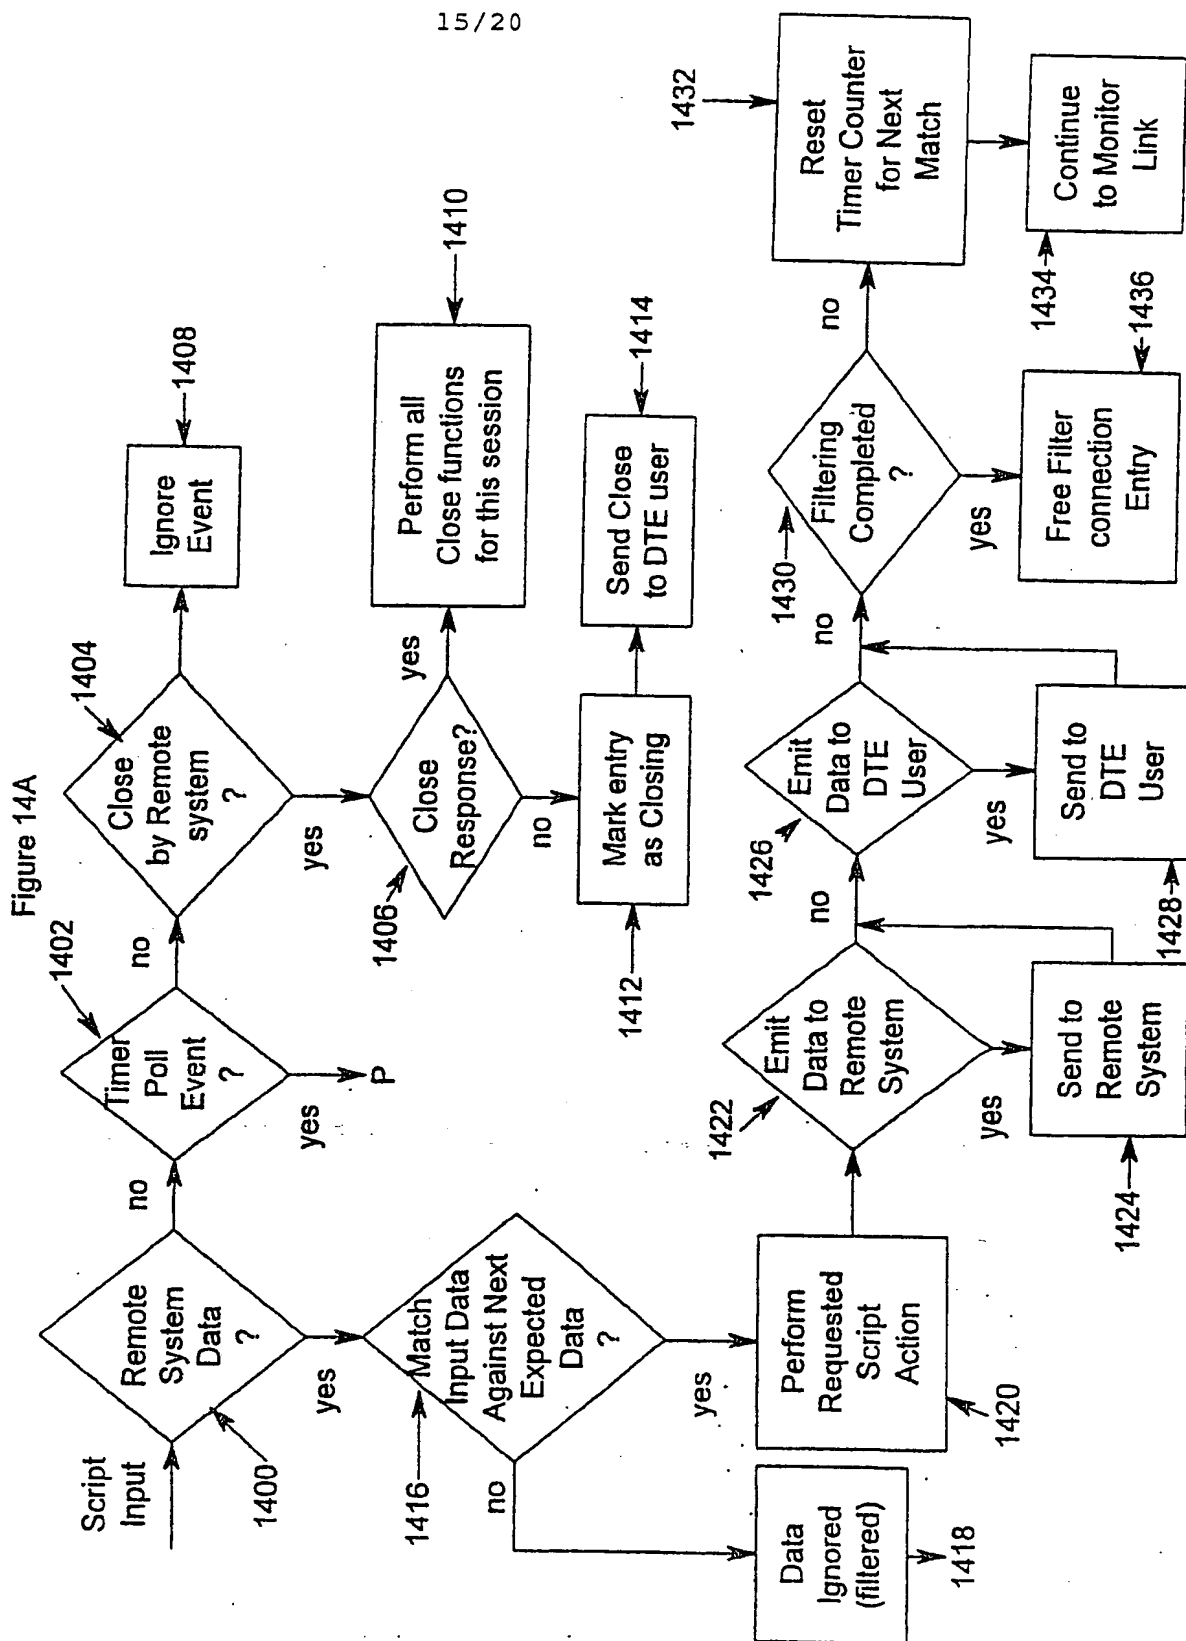 15/20
Figure 14A
Script
Input
1400
Remote
System
Data
?
no
yes
1402
Timer
Poll
Event
?
no
yes
P
1404
Close
by Remote
system
?
yes
1408
Ignore
Event
1406
Close
Response?
yes
no
Perform all
Close functions
for this session
1410
1412
Mark entry
as Closing
Send Close
to DTE user
1414
1416
Match
Input Data
Against Next
Expected
Data
?
no
yes
Data
Ignored
(filtered)
1418
Perform
Requested
Script
Action
1420
1422
Emit
Data to
Remote
System
no
yes
Send to
Remote
System
1424
1426
Emit
Data to
DTE
User
no
yes
Send to
DTE
User
1428
1430
Filtering
Completed
?
no
yes
Reset
Timer Counter
for Next
Match
1432
Continue
to Monitor
Link
1434
Free Filter
connection
Entry
1436